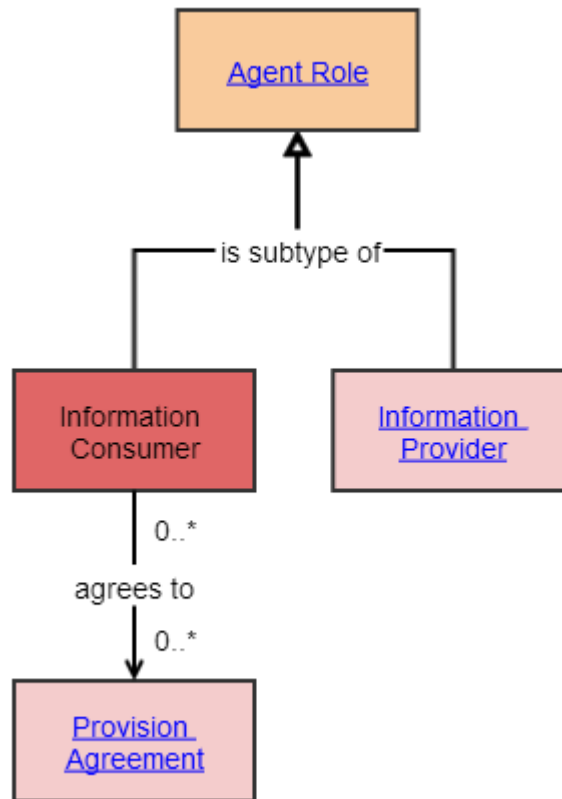 Agent Role
is subtype of
Information
Consumer
Information
Provider
0..*
agrees to
0..*
Provision
Agreement